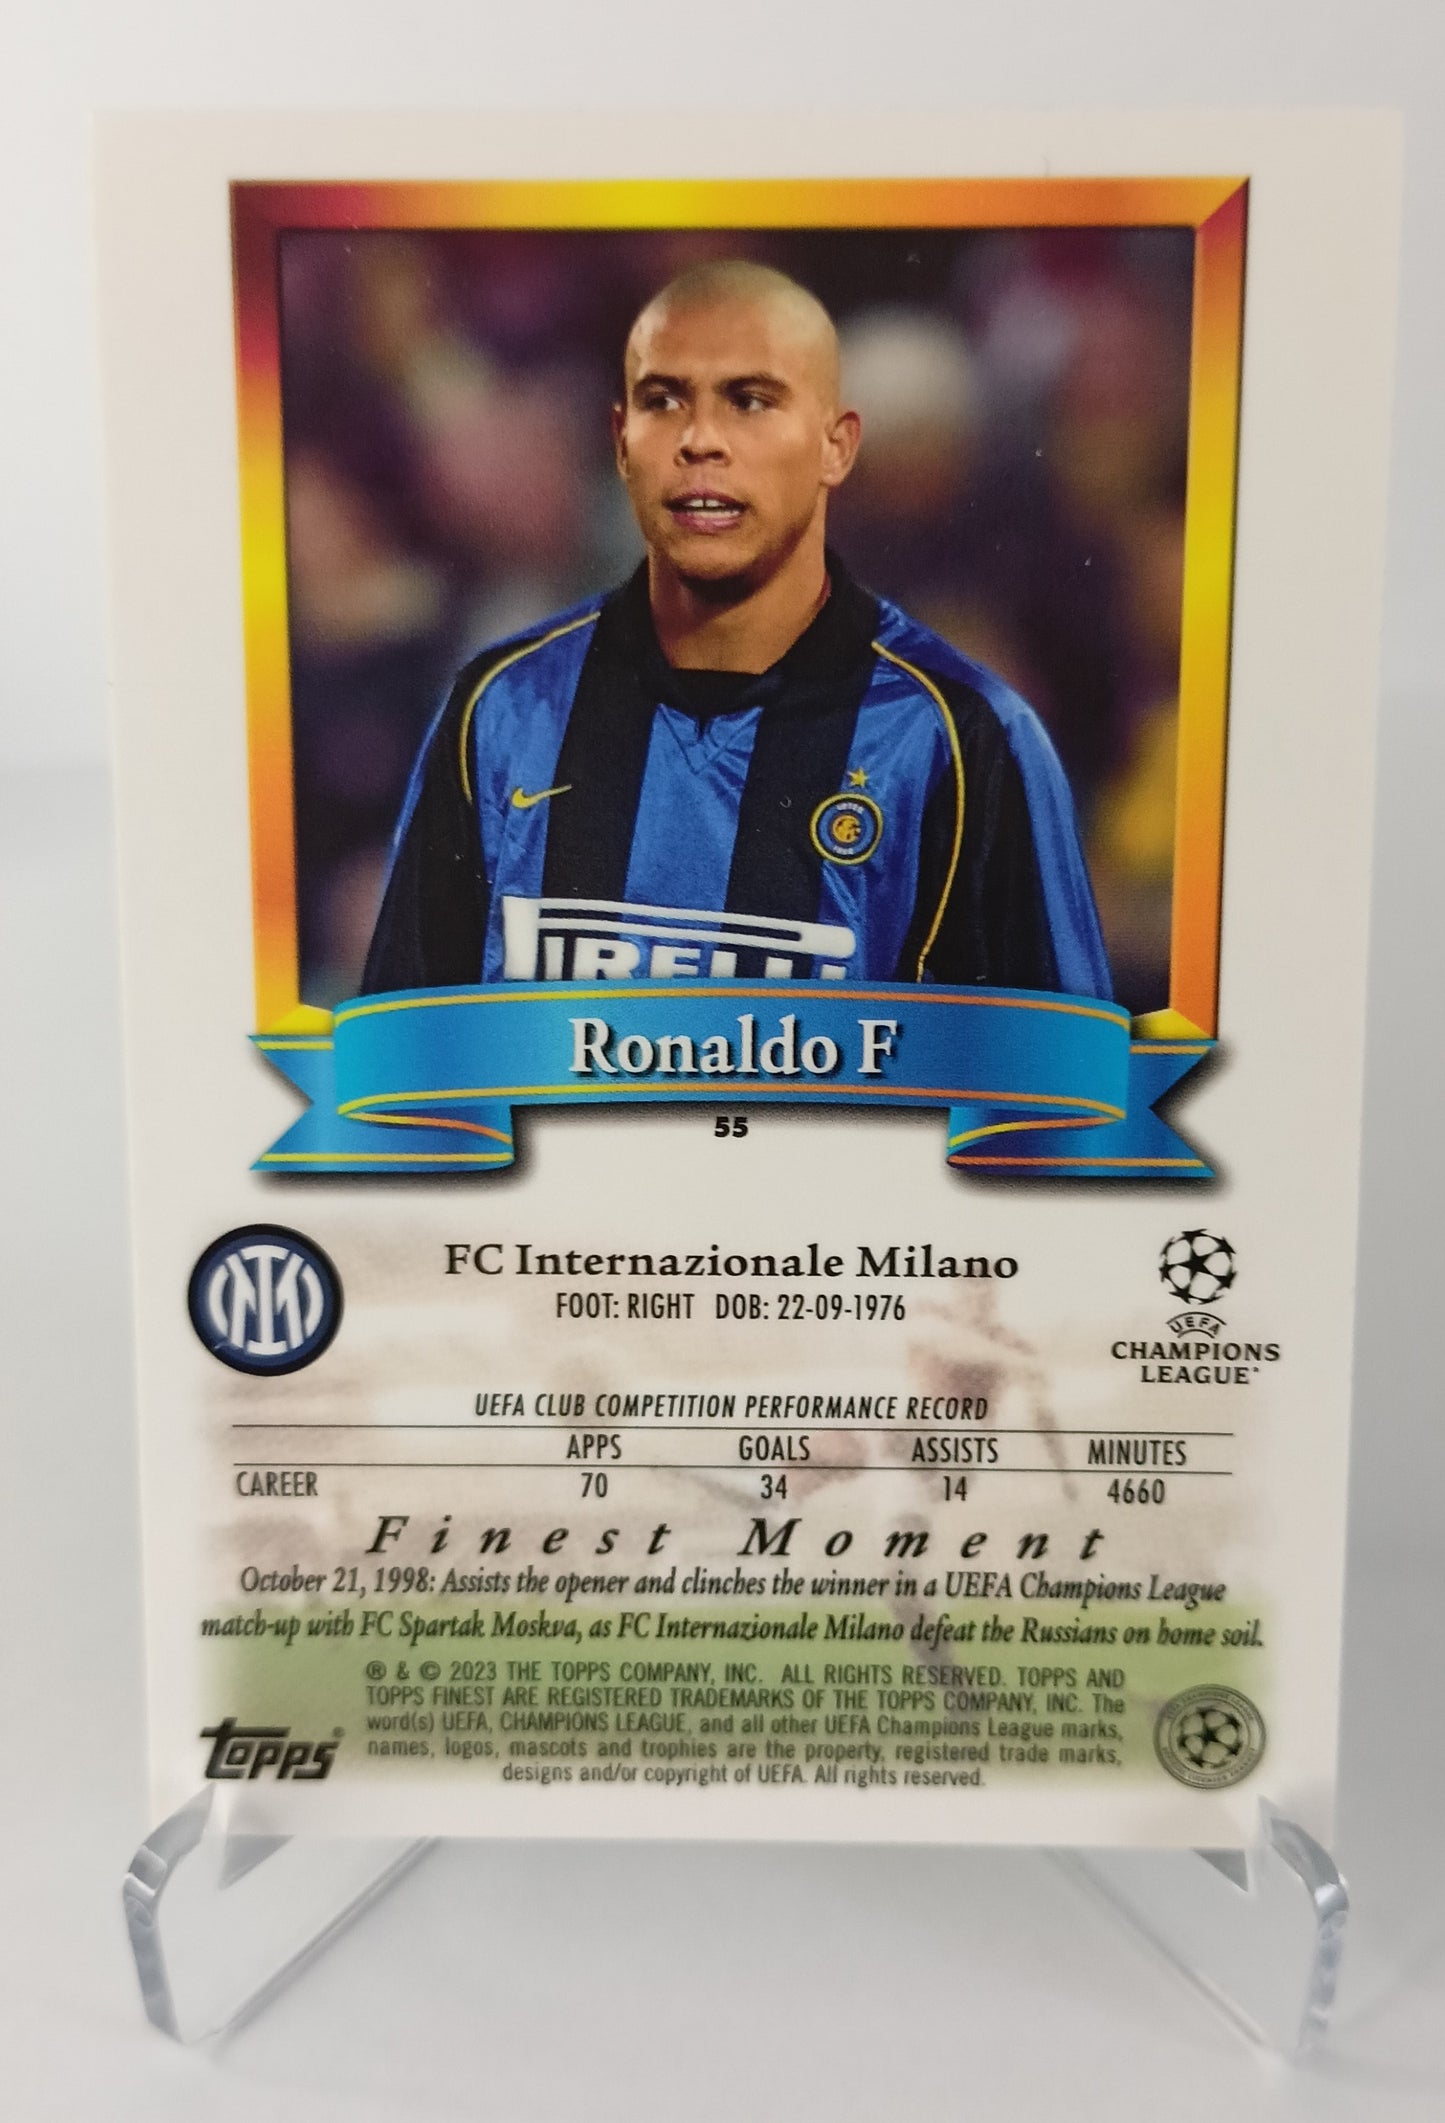 PIRELLI
INTER
Ronaldo F
55
FC Internazionale Milano
FOOT: RIGHT DOB: 22-09-1976
UEFA
CHAMPIONS
LEAGUE®
UEFA CLUB COMPETITION PERFORMANCE RECORD
APPS GOALS ASSISTS MINUTES
CAREER 70 34 14 4660
Finest Moment
October 21, 1998: Assists the opener and clinches the winner in a UEFA Champions League
match-up with FC Spartak Moskva, as FC Internazionale Milano defeat the Russians on home soil.
® & © 2023 THE TOPPS COMPANY, INC. ALL RIGHTS RESERVED. TOPPS AND
TOPPS FINEST ARE REGISTERED TRADEMARKS OF THE TOPPS COMPANY, INC. The
word(s) UEFA, CHAMPIONS LEAGUE, and all other UEFA Champions League marks,
names, logos, mascots and trophies are the property, registered trade marks,
designs and/or copyright of UEFA. All rights reserved.
topps®